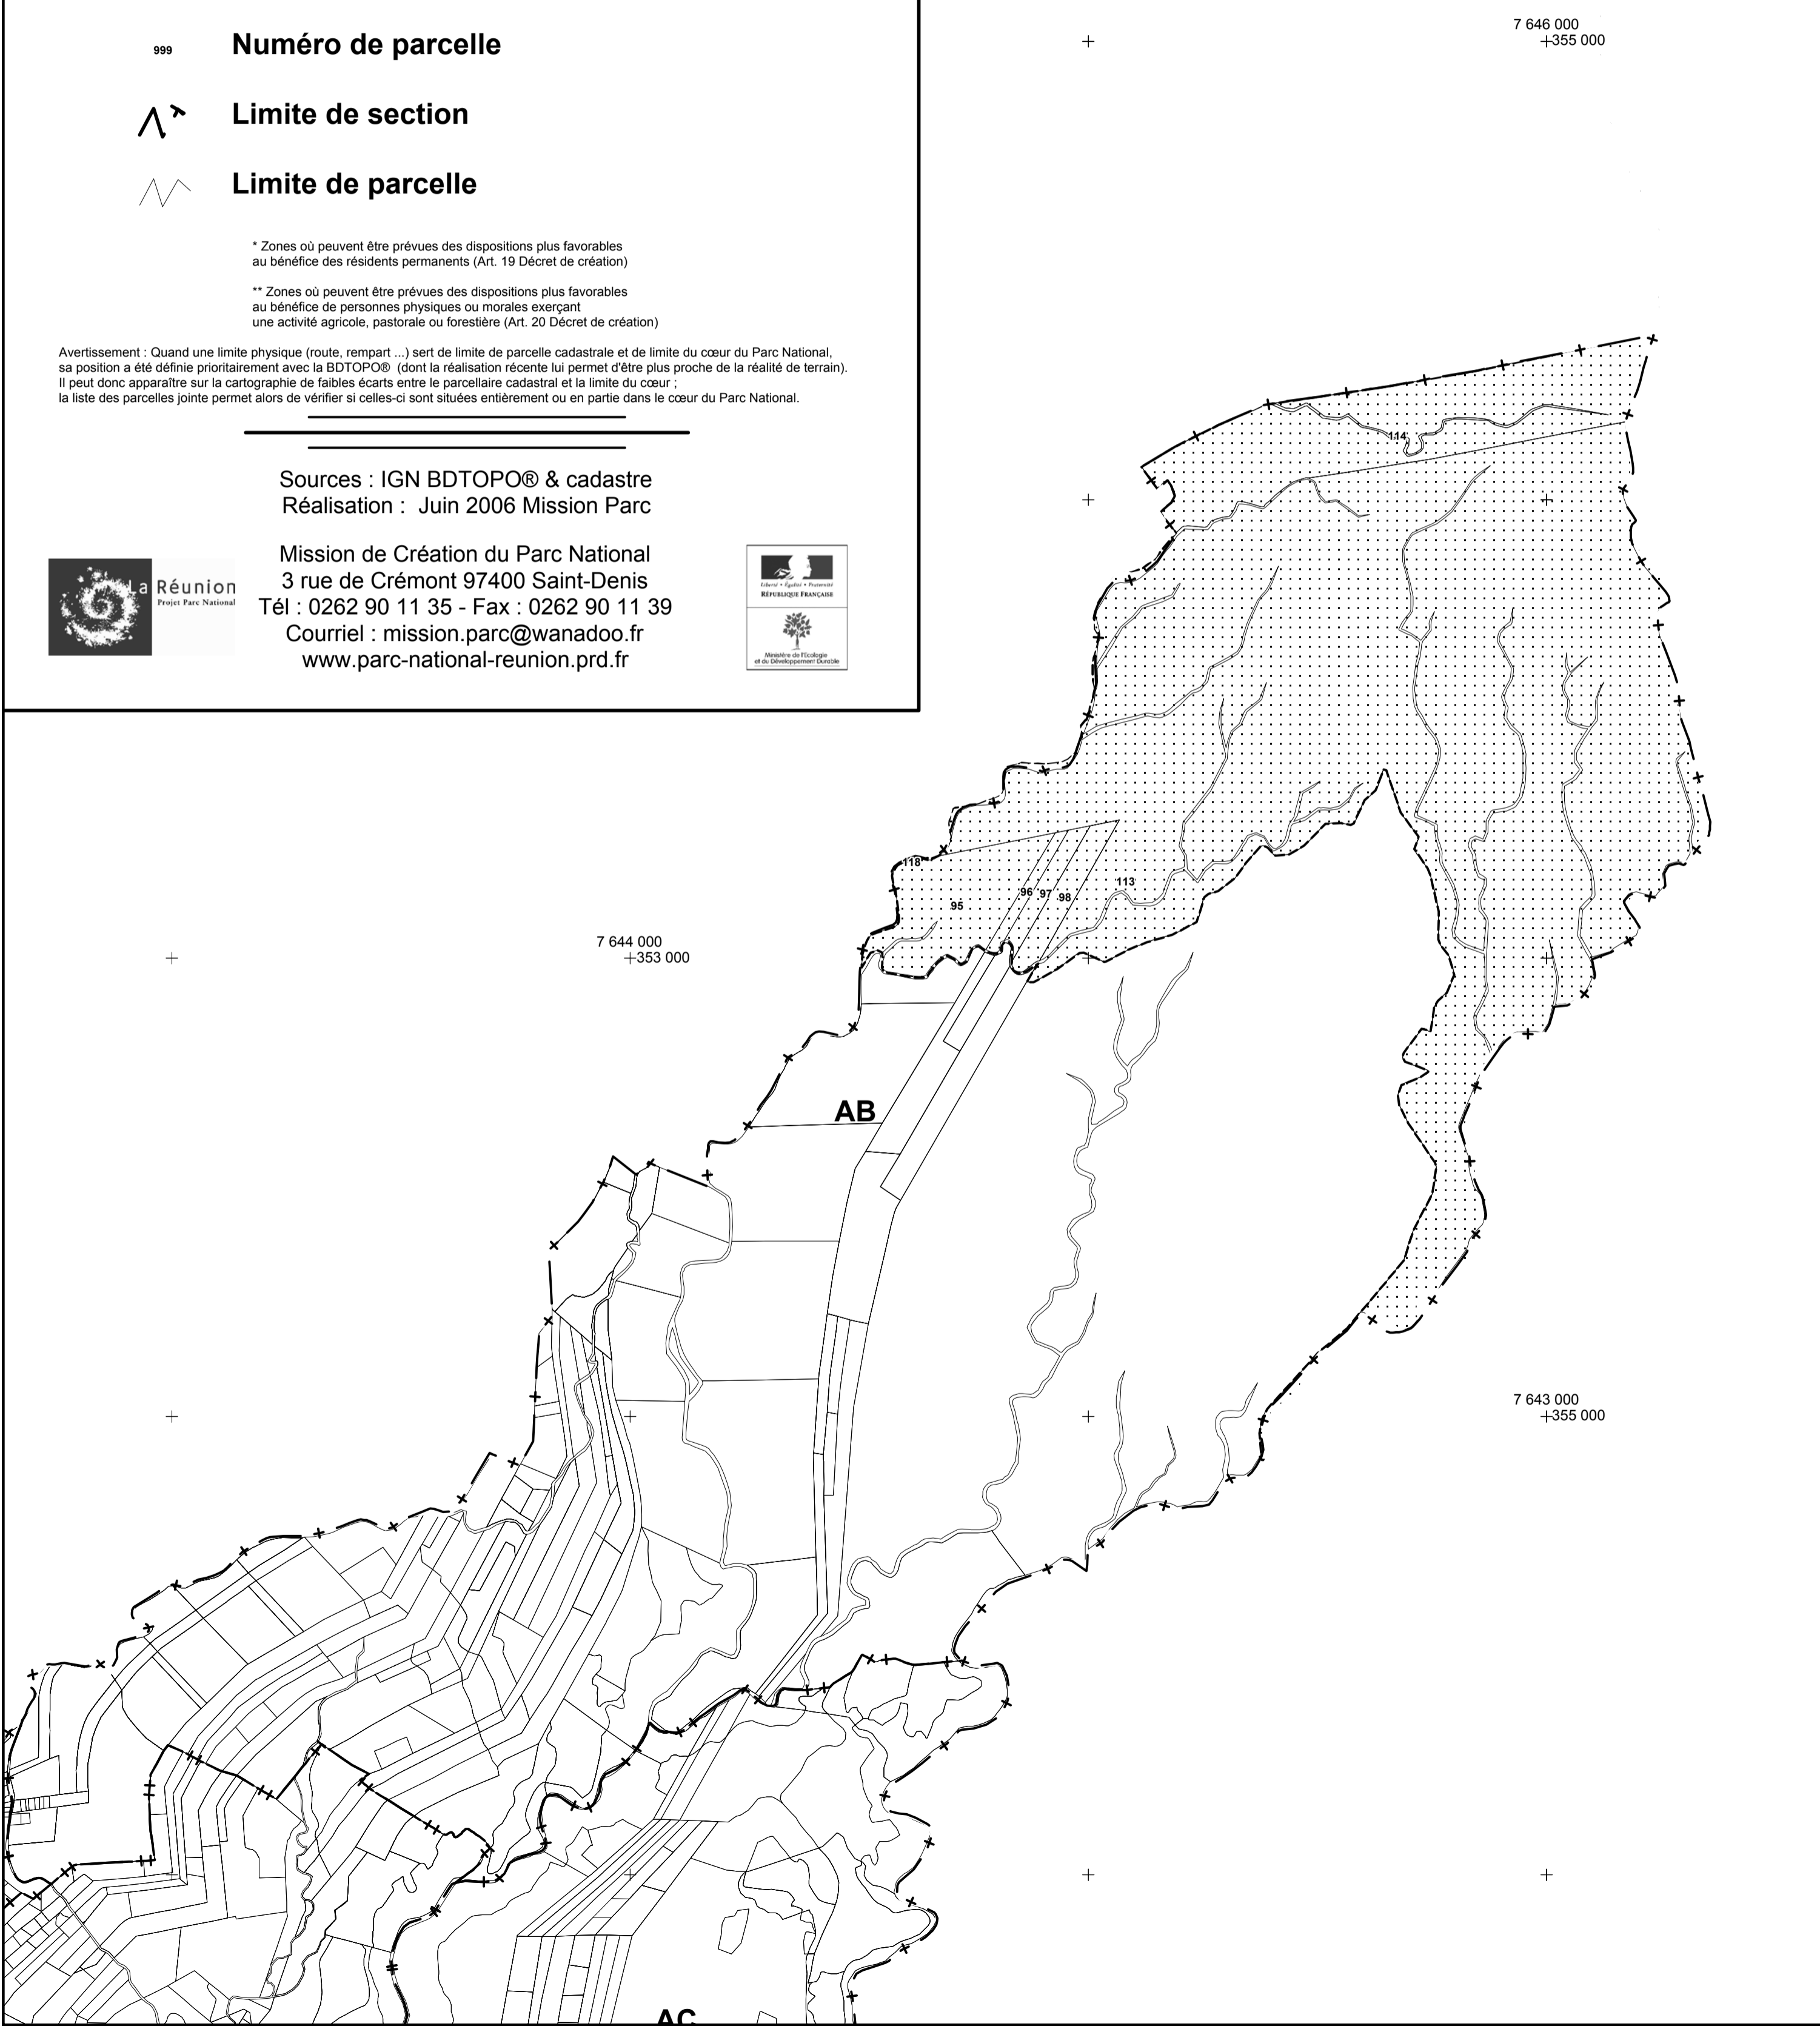 999 Numéro de parcelle
Limite de section
Limite de parcelle
* Zones où peuvent être prévues des dispositions plus favorables
au bénéfice des résidents permanents (Art. 19 Décret de création)
** Zones où peuvent être prévues des dispositions plus favorables
au bénéfice de personnes physiques ou morales exerçant
une activité agricole, pastorale ou forestière (Art. 20 Décret de création)
Avertissement : Quand une limite physique (route, rempart ...) sert de limite de parcelle cadastrale et de limite du cœur du Parc National,
sa position a été définie prioritairement avec la BDTOPO® (dont la réalisation récente lui permet d'être plus proche de la réalité de terrain).
Il peut donc apparaître sur la cartographie de faibles écarts entre le parcellaire cadastral et la limite du cœur ;
la liste des parcelles jointe permet alors de vérifier si celles-ci sont situées entièrement ou en partie dans le cœur du Parc National.
Sources : IGN BDTOPO® & cadastre
Réalisation : Juin 2006 Mission Parc
Mission de Création du Parc National
3 rue de Crémont 97400 Saint-Denis
Tél : 0262 90 11 35 - Fax : 0262 90 11 39
Courriel : mission.parc@wanadoo.fr
www.parc-national-reunion.prd.fr
La Réunion
Projet Parc National
Liberté • Égalité • Fraternité
RÉPUBLIQUE FRANÇAISE
Ministère de l'Ecologie
et du Développement Durable
7 646 000
355 000
114
118
95
96
97
98
113
7 644 000
353 000
AB
7 643 000
355 000
AC